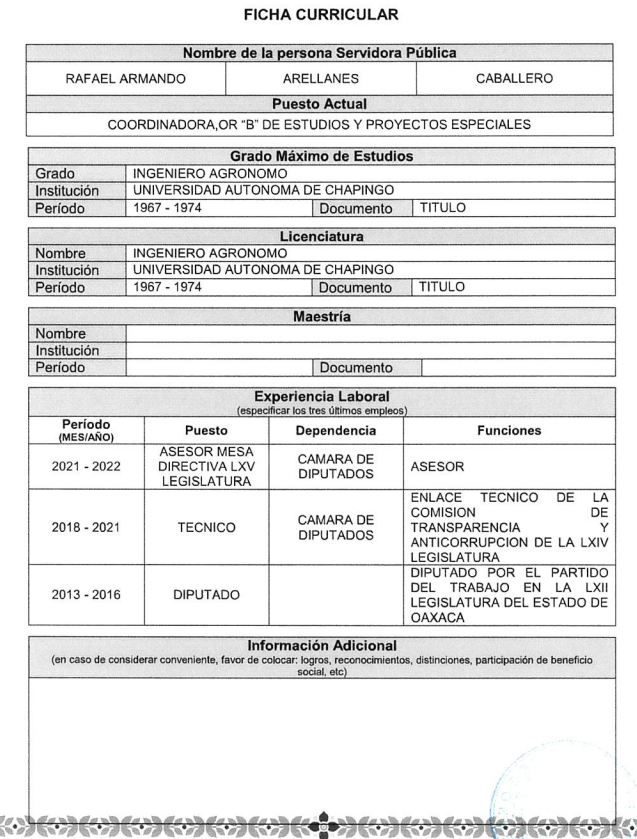 FICHA CURRICULAR
Nombre de la persona Servidora Pública
RAFAEL ARMANDO ARELLANES CABALLERO
Puesto Actual
COORDINADORA,OR "B" DE ESTUDIOS Y PROYECTOS ESPECIALES
Grado Máximo de Estudios
Grado INGENIERO AGRONOMO
Institución UNIVERSIDAD AUTONOMA DE CHAPINGO
Período 1967 - 1974 Documento TITULO
Licenciatura
Nombre INGENIERO AGRONOMO
Institución UNIVERSIDAD AUTONOMA DE CHAPINGO
Período 1967 - 1974 Documento TITULO
Maestría
Nombre
Institución
Período Documento
Experiencia Laboral
(especificar los tres últimos empleos)
Período
(MES/AÑO)
Puesto
Dependencia
Funciones
2021 - 2022
ASESOR MESA
DIRECTIVA LXV
LEGISLATURA
CAMARA DE
DIPUTADOS
ASESOR
2018 - 2021
TECNICO
CAMARA DE
DIPUTADOS
ENLACE TECNICO DE LA
COMISION DE
TRANSPARENCIA Y
ANTICORRUPCION DE LA LXIV
LEGISLATURA
2013 - 2016
DIPUTADO
DIPUTADO POR EL PARTIDO
DEL TRABAJO EN LA LXII
LEGISLATURA DEL ESTADO DE
OAXACA
Información Adicional
(en caso de considerar conveniente, favor de colocar: logros, reconocimientos, distinciones, participación de beneficio
social, etc)